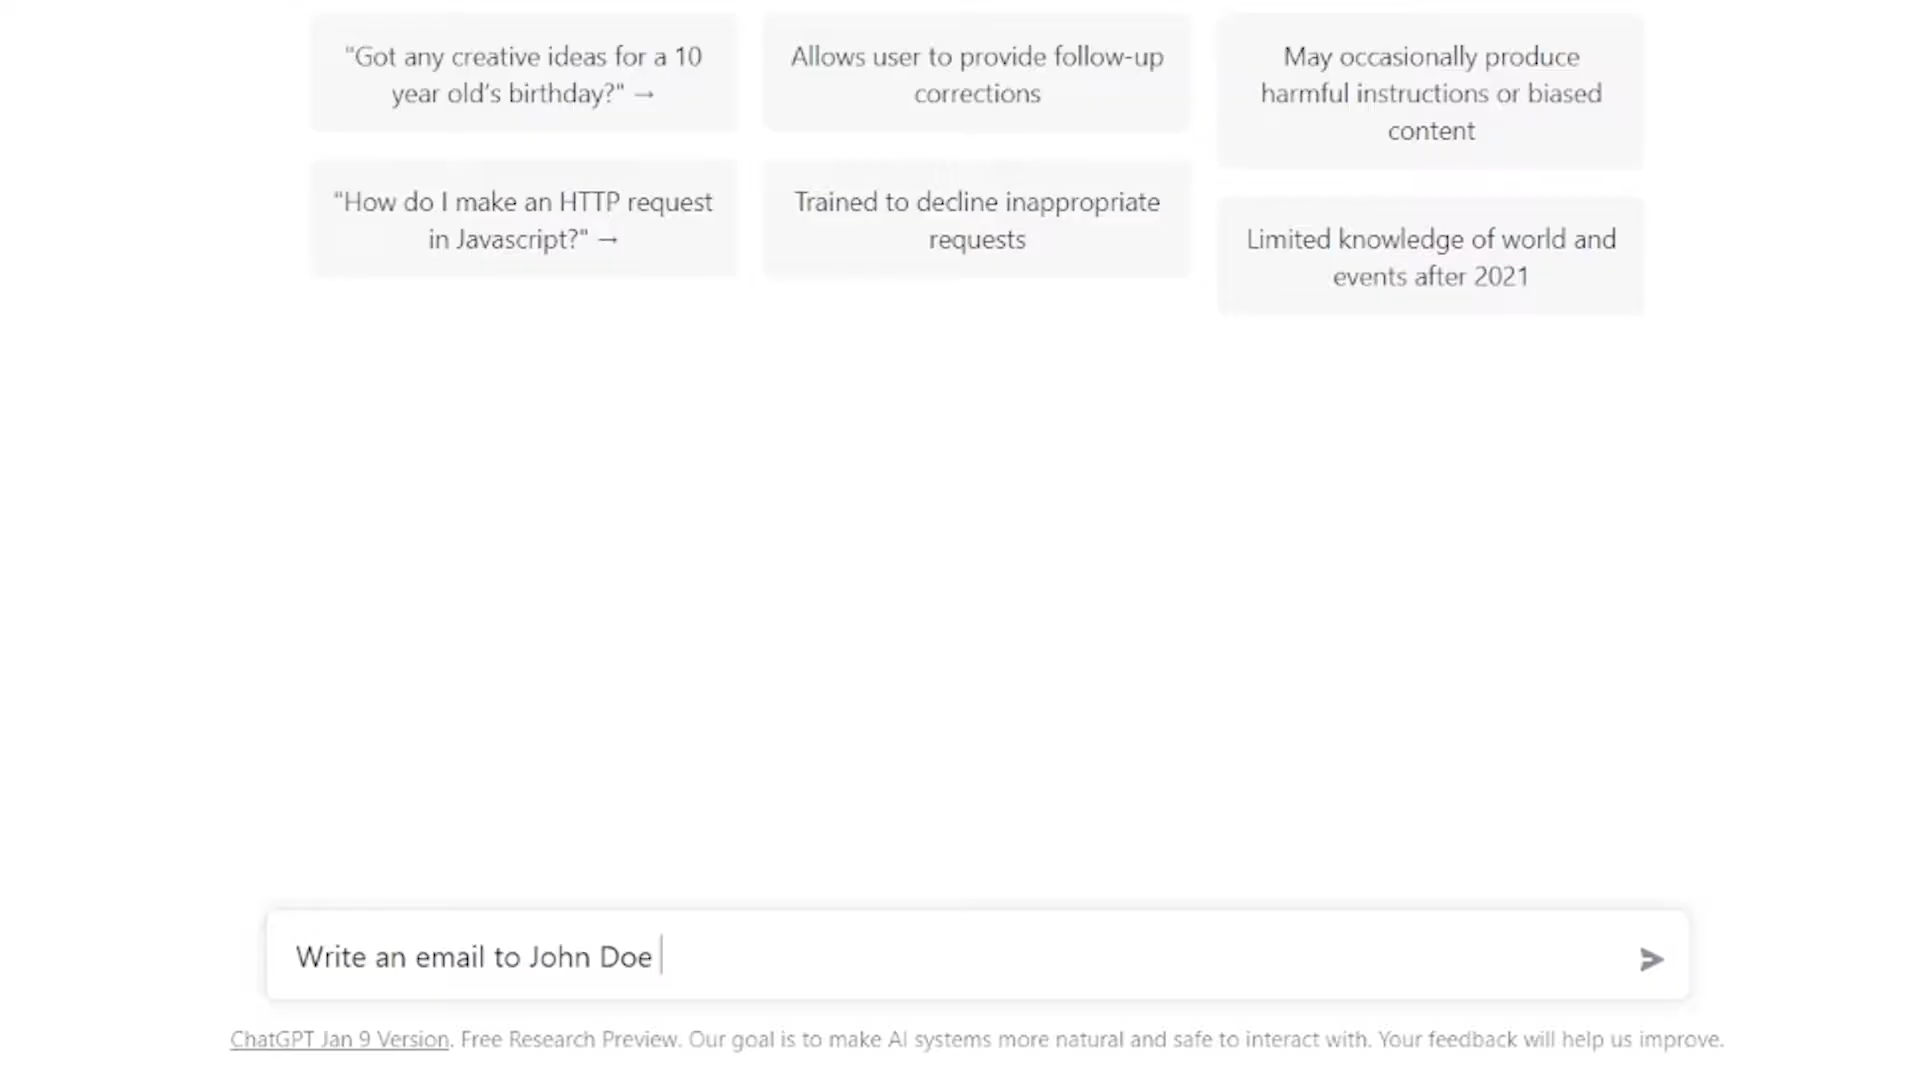 "Got any creative ideas for a 10
year old's birthday?" →
"How do I make an HTTP request
in Javascript?" →
Allows user to provide follow-up
corrections
Trained to decline inappropriate
requests
May occasionally produce
harmful instructions or biased
content
Limited knowledge of world and
events after 2021
Write an email to John Doe
ChatGPT Jan 9 Version. Free Research Preview. Our goal is to make AI systems more natural and safe to interact with. Your feedback will help us improve.